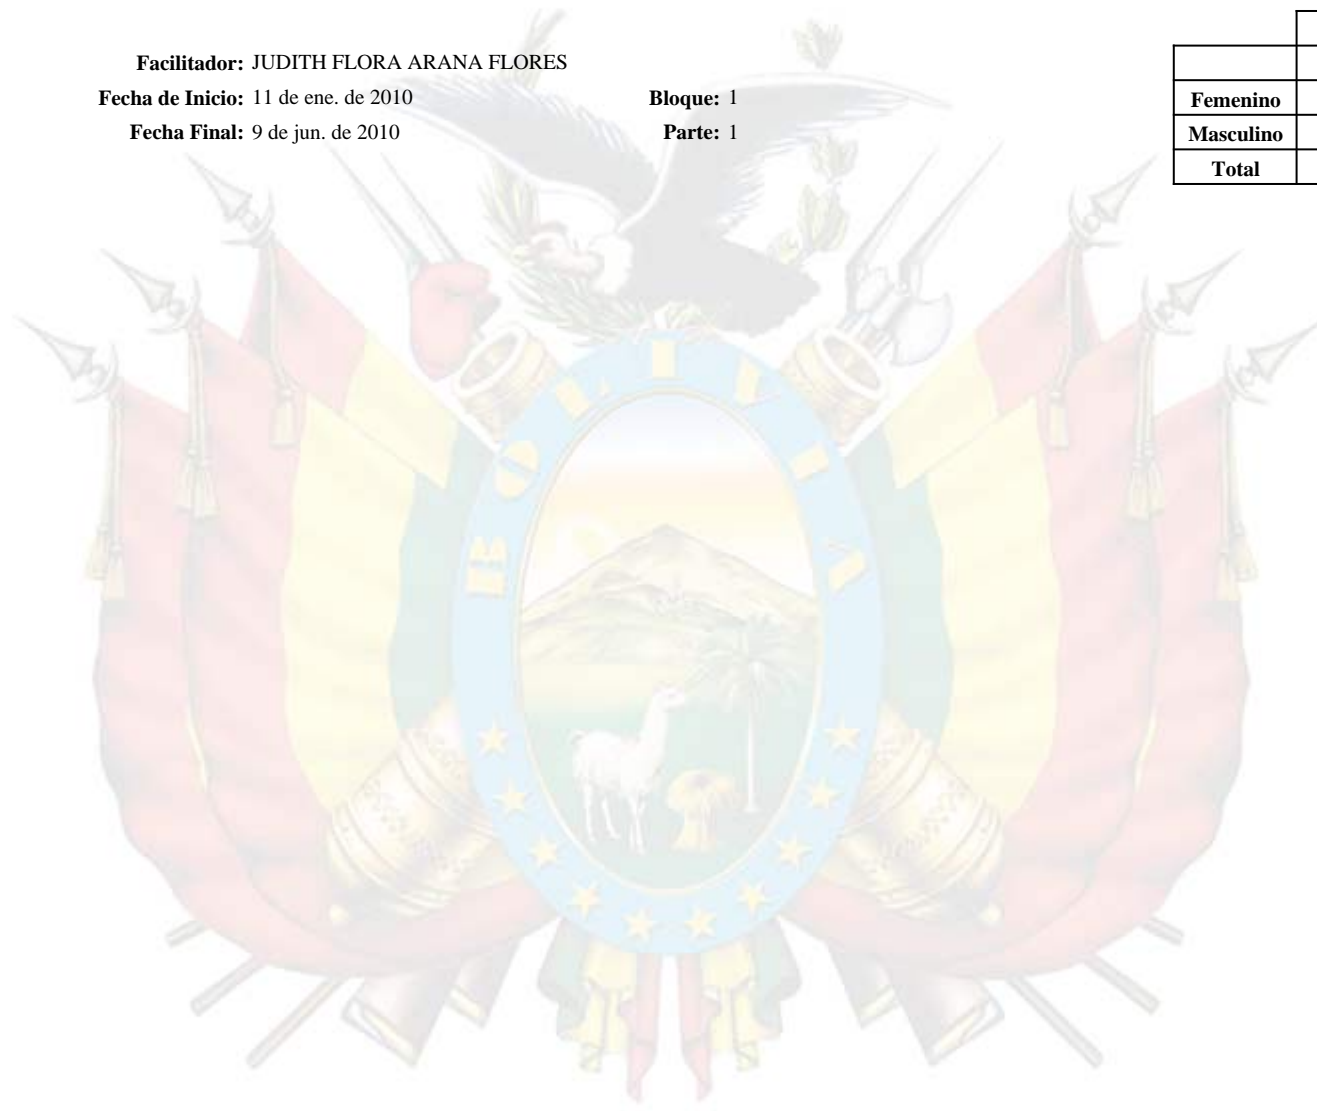 Facilitador: JUDITH FLORA ARANA FLORES
Fecha de Inicio: 11 de ene. de 2010 Bloque: 1
Fecha Final: 9 de jun. de 2010 Parte: 1
Femenino
Masculino
Total
BOLIVIA